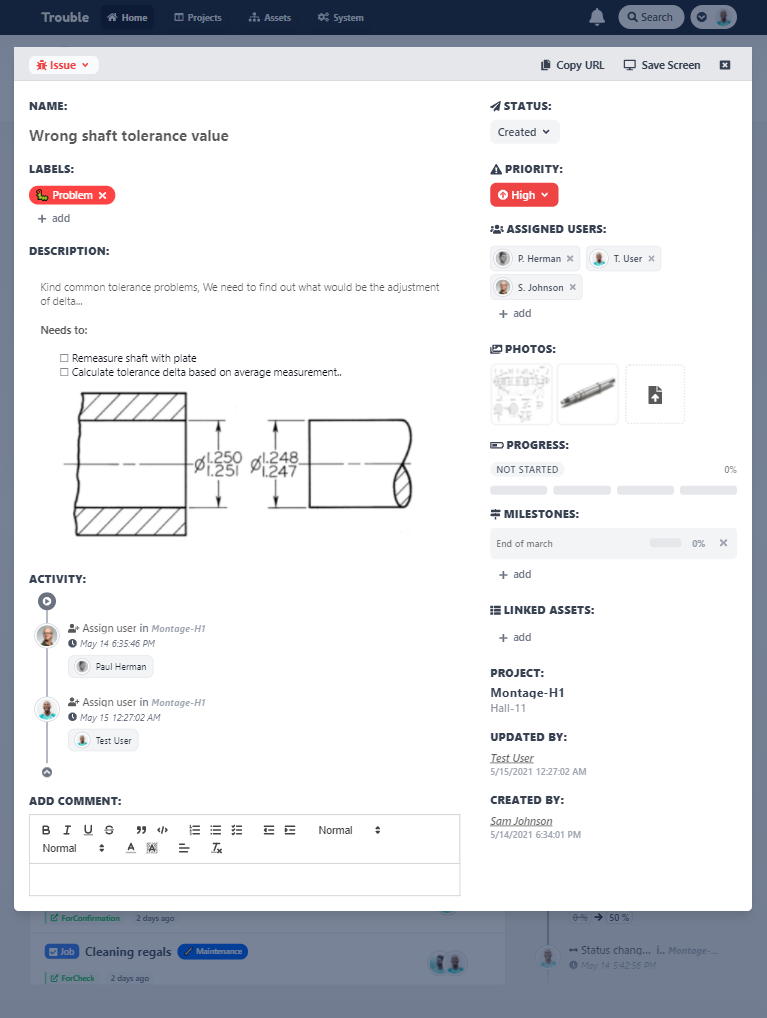 Trouble Home Projects Assets System Search
Issue Copy URL Save Screen
NAME:
Wrong shaft tolerance value
LABELS:
Problem
add
DESCRIPTION:
Kind common tolerance problems, We need to find out what would be the adjustment
of delta...
Needs to:
Remeasure shaft with plate
Calculate tolerance delta based on average measurement..
Ø1.250 Ø1.248
1.251 1.247
ACTIVITY:
Assign user in Montage-H1
May 14 6:35:46 PM
Paul Herman
Assign user in Montage-H1
May 15 12:27:02 AM
Test User
ADD COMMENT:
B I U S Normal
Normal A A Tx
STATUS:
Created
PRIORITY:
High
ASSIGNED USERS:
P. Herman T. User
S. Johnson
add
PHOTOS:
PROGRESS:
NOT STARTED 0%
MILESTONES:
End of march 0%
add
LINKED ASSETS:
add
PROJECT:
Montage-H1
Hall-11
UPDATED BY:
Test User
5/15/2021 12:27:02 AM
CREATED BY:
Sam Johnson
5/14/2021 6:34:01 PM
ForConfirmation 2 days ago
Job Cleaning regals Maintenance
ForCheck 2 days ago
0 % → 50 %
Status chang... i.. Montage-...
May 14 5:42:56 PM